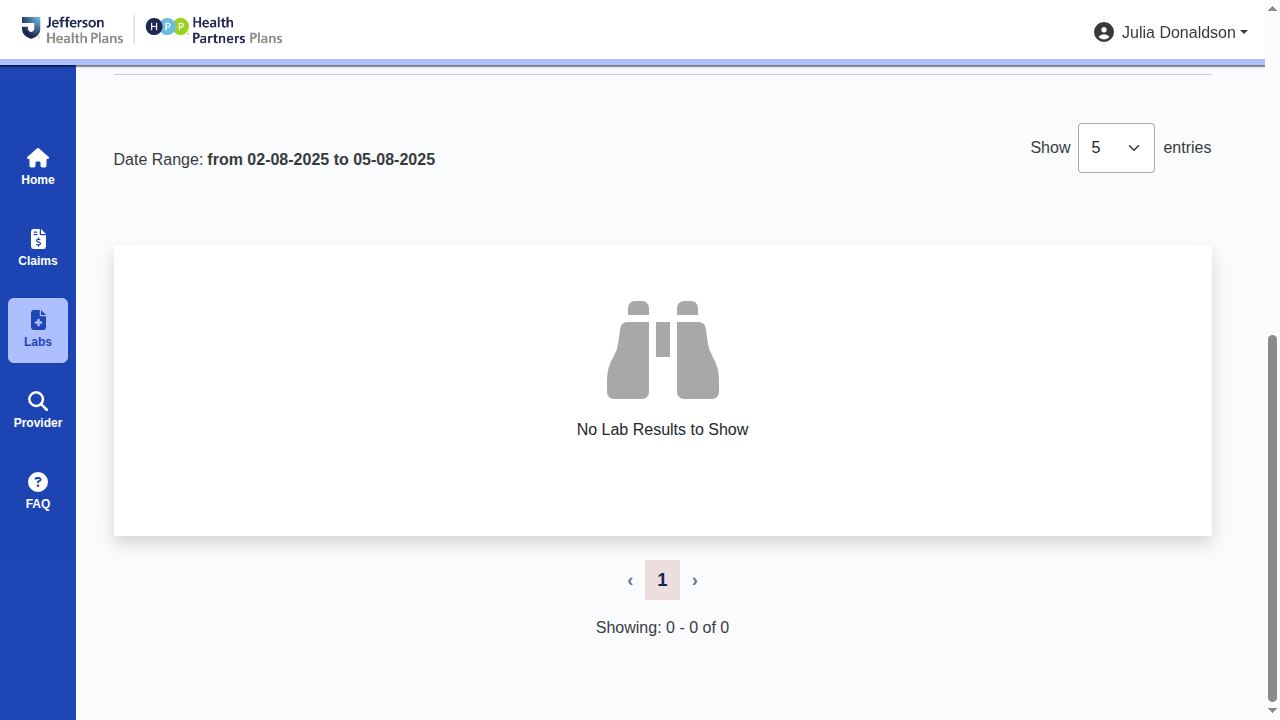 Jefferson
Health Plans
H P P
Health
Partners Plans
Julia Donaldson
Date Range: from 02-08-2025 to 05-08-2025
Show 5 entries
Home
Claims
Labs
Provider
FAQ
No Lab Results to Show
‹ 1 ›
Showing: 0 - 0 of 0